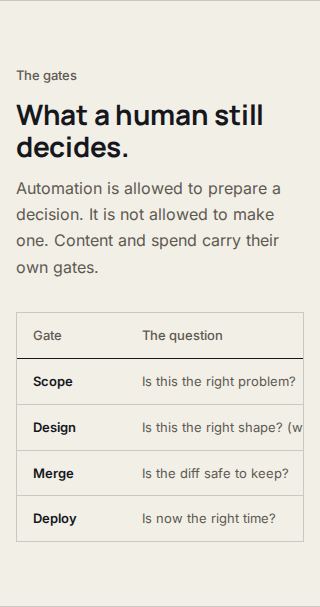 The gates
What a human still
decides.
Automation is allowed to prepare a
decision. It is not allowed to make
one. Content and spend carry their
own gates.
Gate The question
Scope Is this the right problem?
Design Is this the right shape? (w
Merge Is the diff safe to keep?
Deploy Is now the right time?